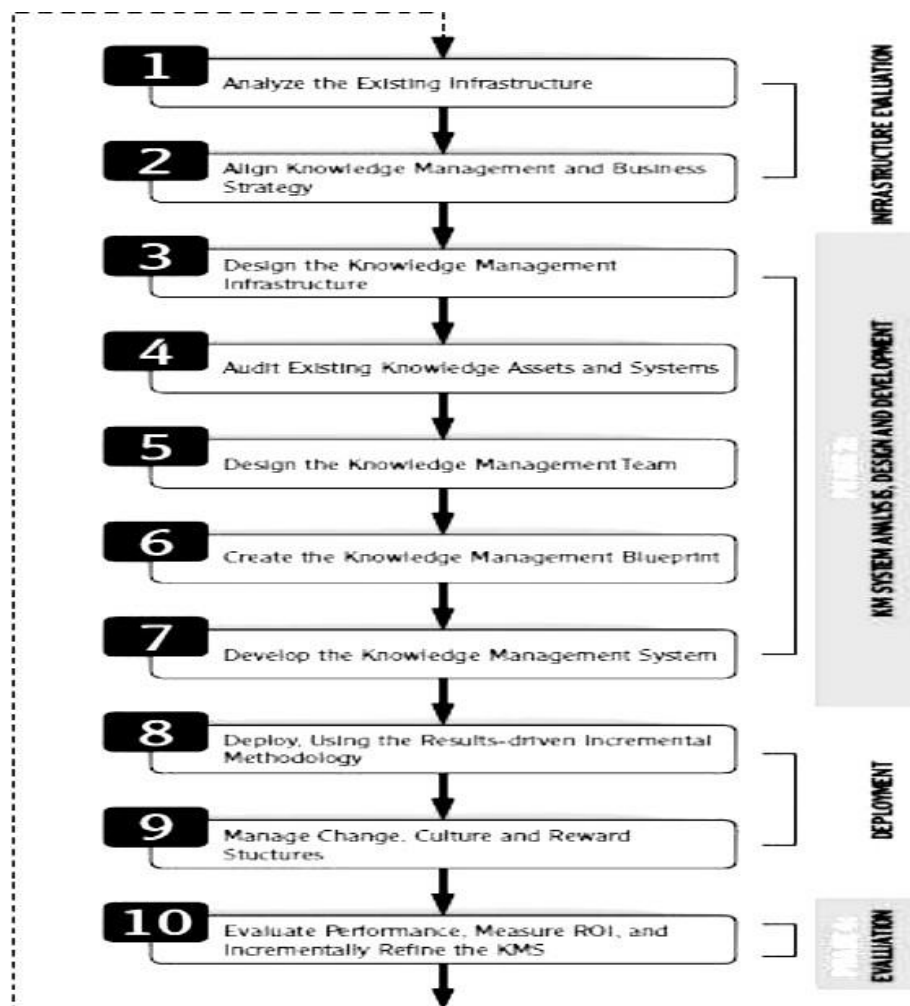 1
Analyze the Existing Infrastructure
2
Align Knowledge Management and Business
Strategy
3
Design the Knowledge Management
Infrastructure
4
Audit Existing Knowledge Assets and Systems
5
Design the Knowledge Management Team
6
Create the Knowledge Management Blueprint
7
Develop the Knowledge Management System
8
Deploy, Using the Results-driven Incremental
Methodology
9
Manage Change, Culture and Reward
Stuctures
10
Evaluate Performance, Measure ROI, and
Incrementally Refine the KMS
INFRASTRUCTURE EVALUATION
KM SYSTEM ANALYSIS, DESIGN AND DEVELOPMENT
DEPLOYMENT
EVALUATION